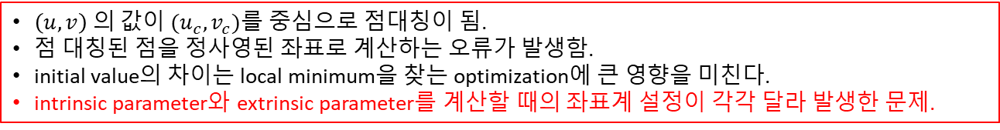 • (𝑢, 𝑣) 의 값이 (𝑢𝑐, 𝑣𝑐)를 중심으로 점대칭이 됨.
• 점 대칭된 점을 정사영된 좌표로 계산하는 오류가 발생함.
• initial value의 차이는 local minimum을 찾는 optimization에 큰 영향을 미친다.
• intrinsic parameter와 extrinsic parameter를 계산할 때의 좌표계 설정이 각각 달라 발생한 문제.